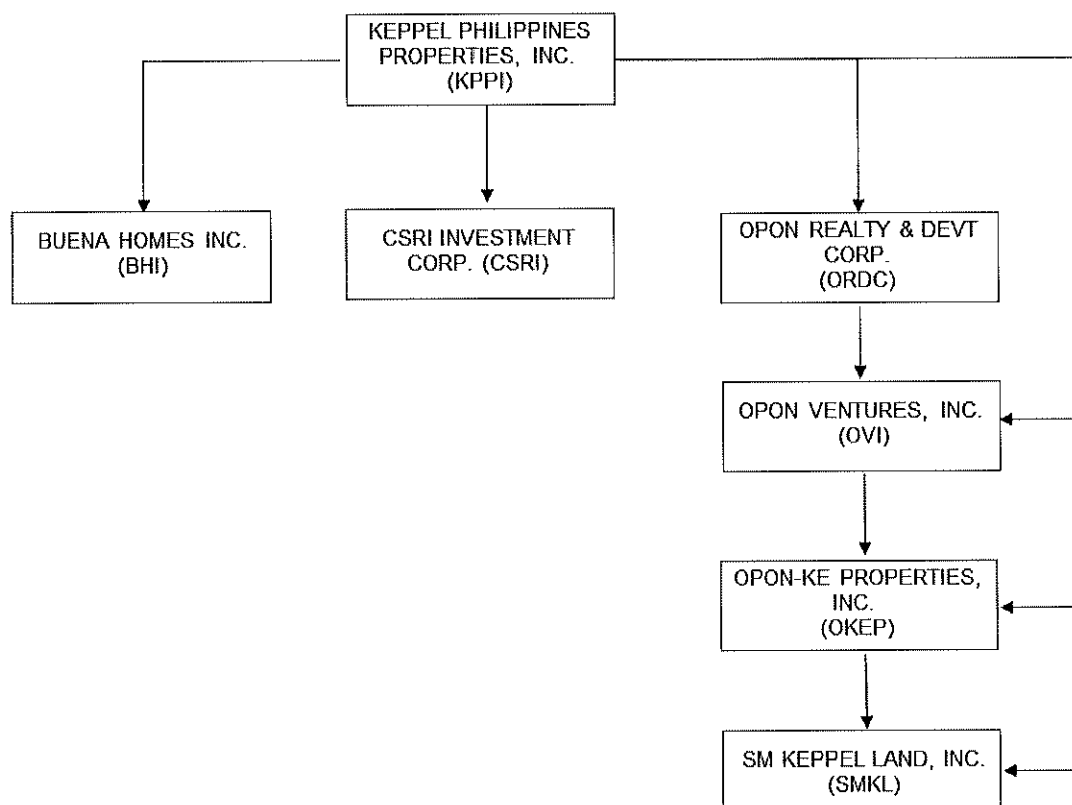 KEPPEL PHILIPPINES
PROPERTIES, INC.
(KPPI)
BUENA HOMES INC.
(BHI)
CSRI INVESTMENT
CORP. (CSRI)
OPON REALTY & DEVT
CORP.
(ORDC)
OPON VENTURES, INC.
(OVI)
OPON-KE PROPERTIES,
INC.
(OKEP)
SM KEPPEL LAND, INC.
(SMKL)